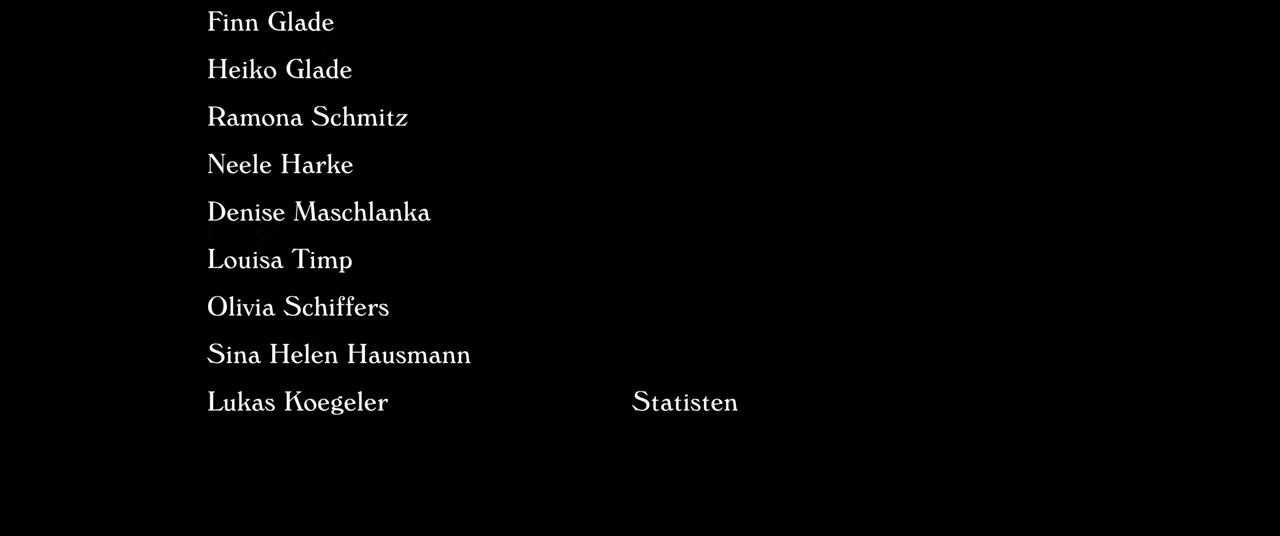 Finn Glade
Heiko Glade
Ramona Schmitz
Neele Harke
Denise Maschlanka
Louisa Timp
Olivia Schiffers
Sina Helen Hausmann
Lukas Koegeler Statisten